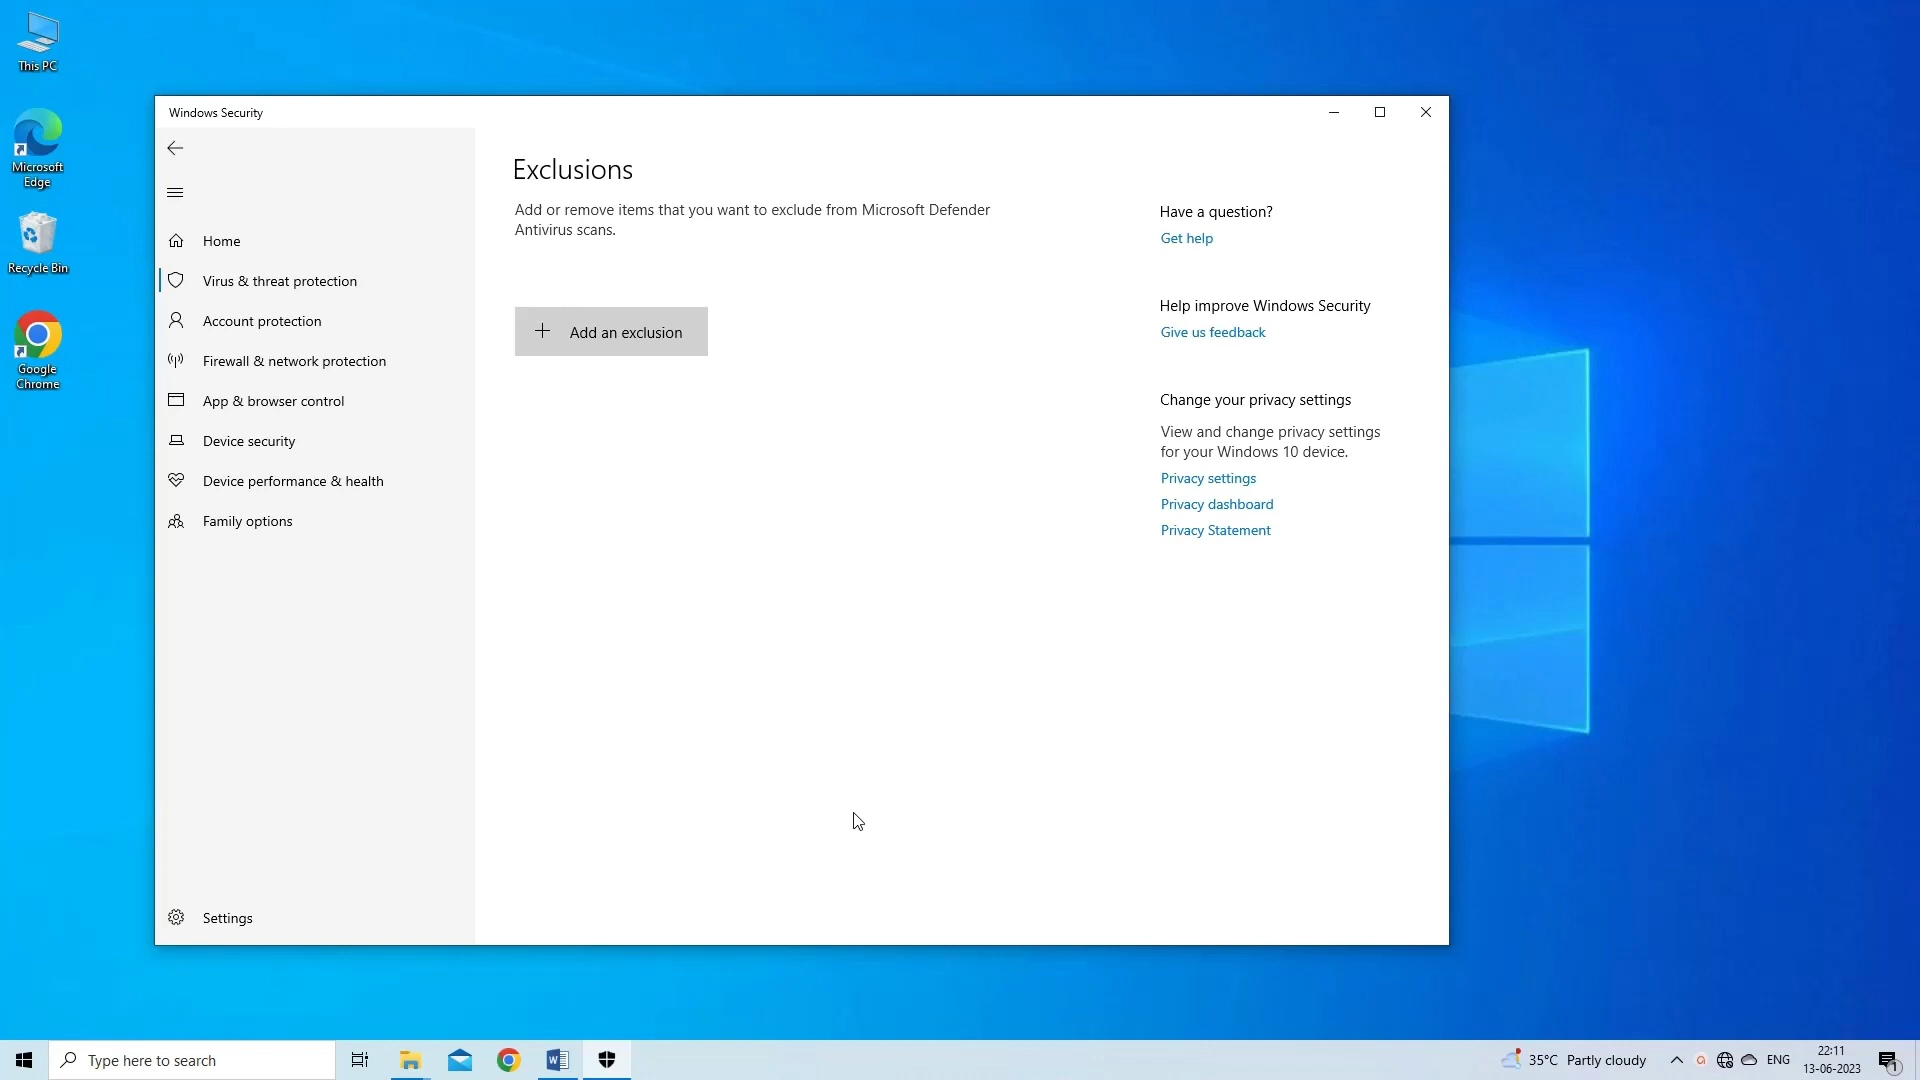 This PC
Microsoft
Edge
Recycle Bin
Google
Chrome
Windows Security
Home
Virus & threat protection
Account protection
Firewall & network protection
App & browser control
Device security
Device performance & health
Family options
Settings
Exclusions
Add or remove items that you want to exclude from Microsoft Defender
Antivirus scans.
Add an exclusion
Have a question?
Get help
Help improve Windows Security
Give us feedback
Change your privacy settings
View and change privacy settings
for your Windows 10 device.
Privacy settings
Privacy dashboard
Privacy Statement
Type here to search
35°C Partly cloudy
ENG
22:11
13-06-2023
1